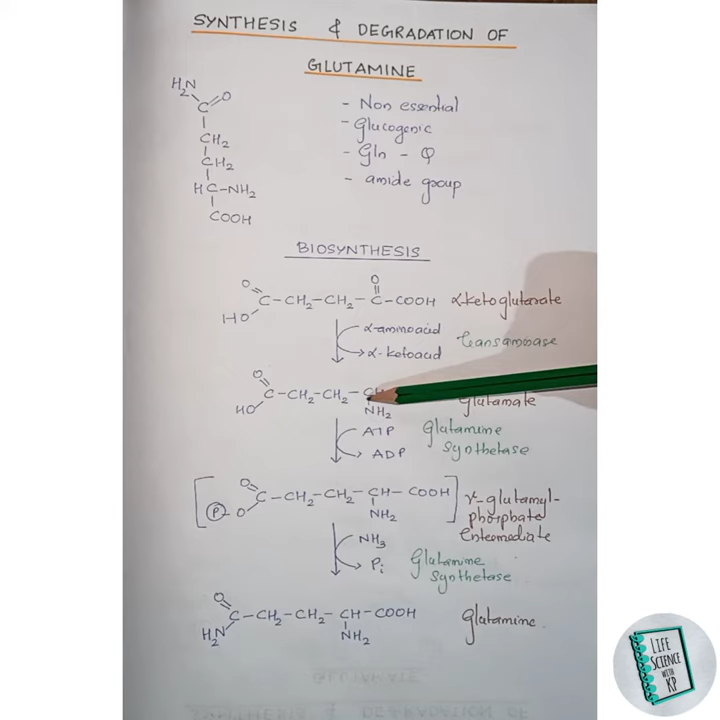 SYNTHESIS & DEGRADATION OF
GLUTAMINE
H2N
C=O
CH2
CH2
HC-NH2
COOH
- Non essential
- Glucogenic
- Gln - Q
- amide group
BIOSYNTHESIS
O O
HO C-CH2-CH2-C-COOH α-ketoglutarate
α-aminoacid
α-ketoacid
transaminase
O
HO C-CH2-CH2-
NH2
glutamate
ATP
ADP
Glutamine
synthetase
O
P O C-CH2-CH2-CH-COOH
NH2
γ-glutamyl-
phosphate
Intermediate
NH3
Pi
Glutamine
synthetase
O
H2N C-CH2-CH2-CH-COOH
NH2
Glutamine.
LIFE
SCIENCE
WITH
KP